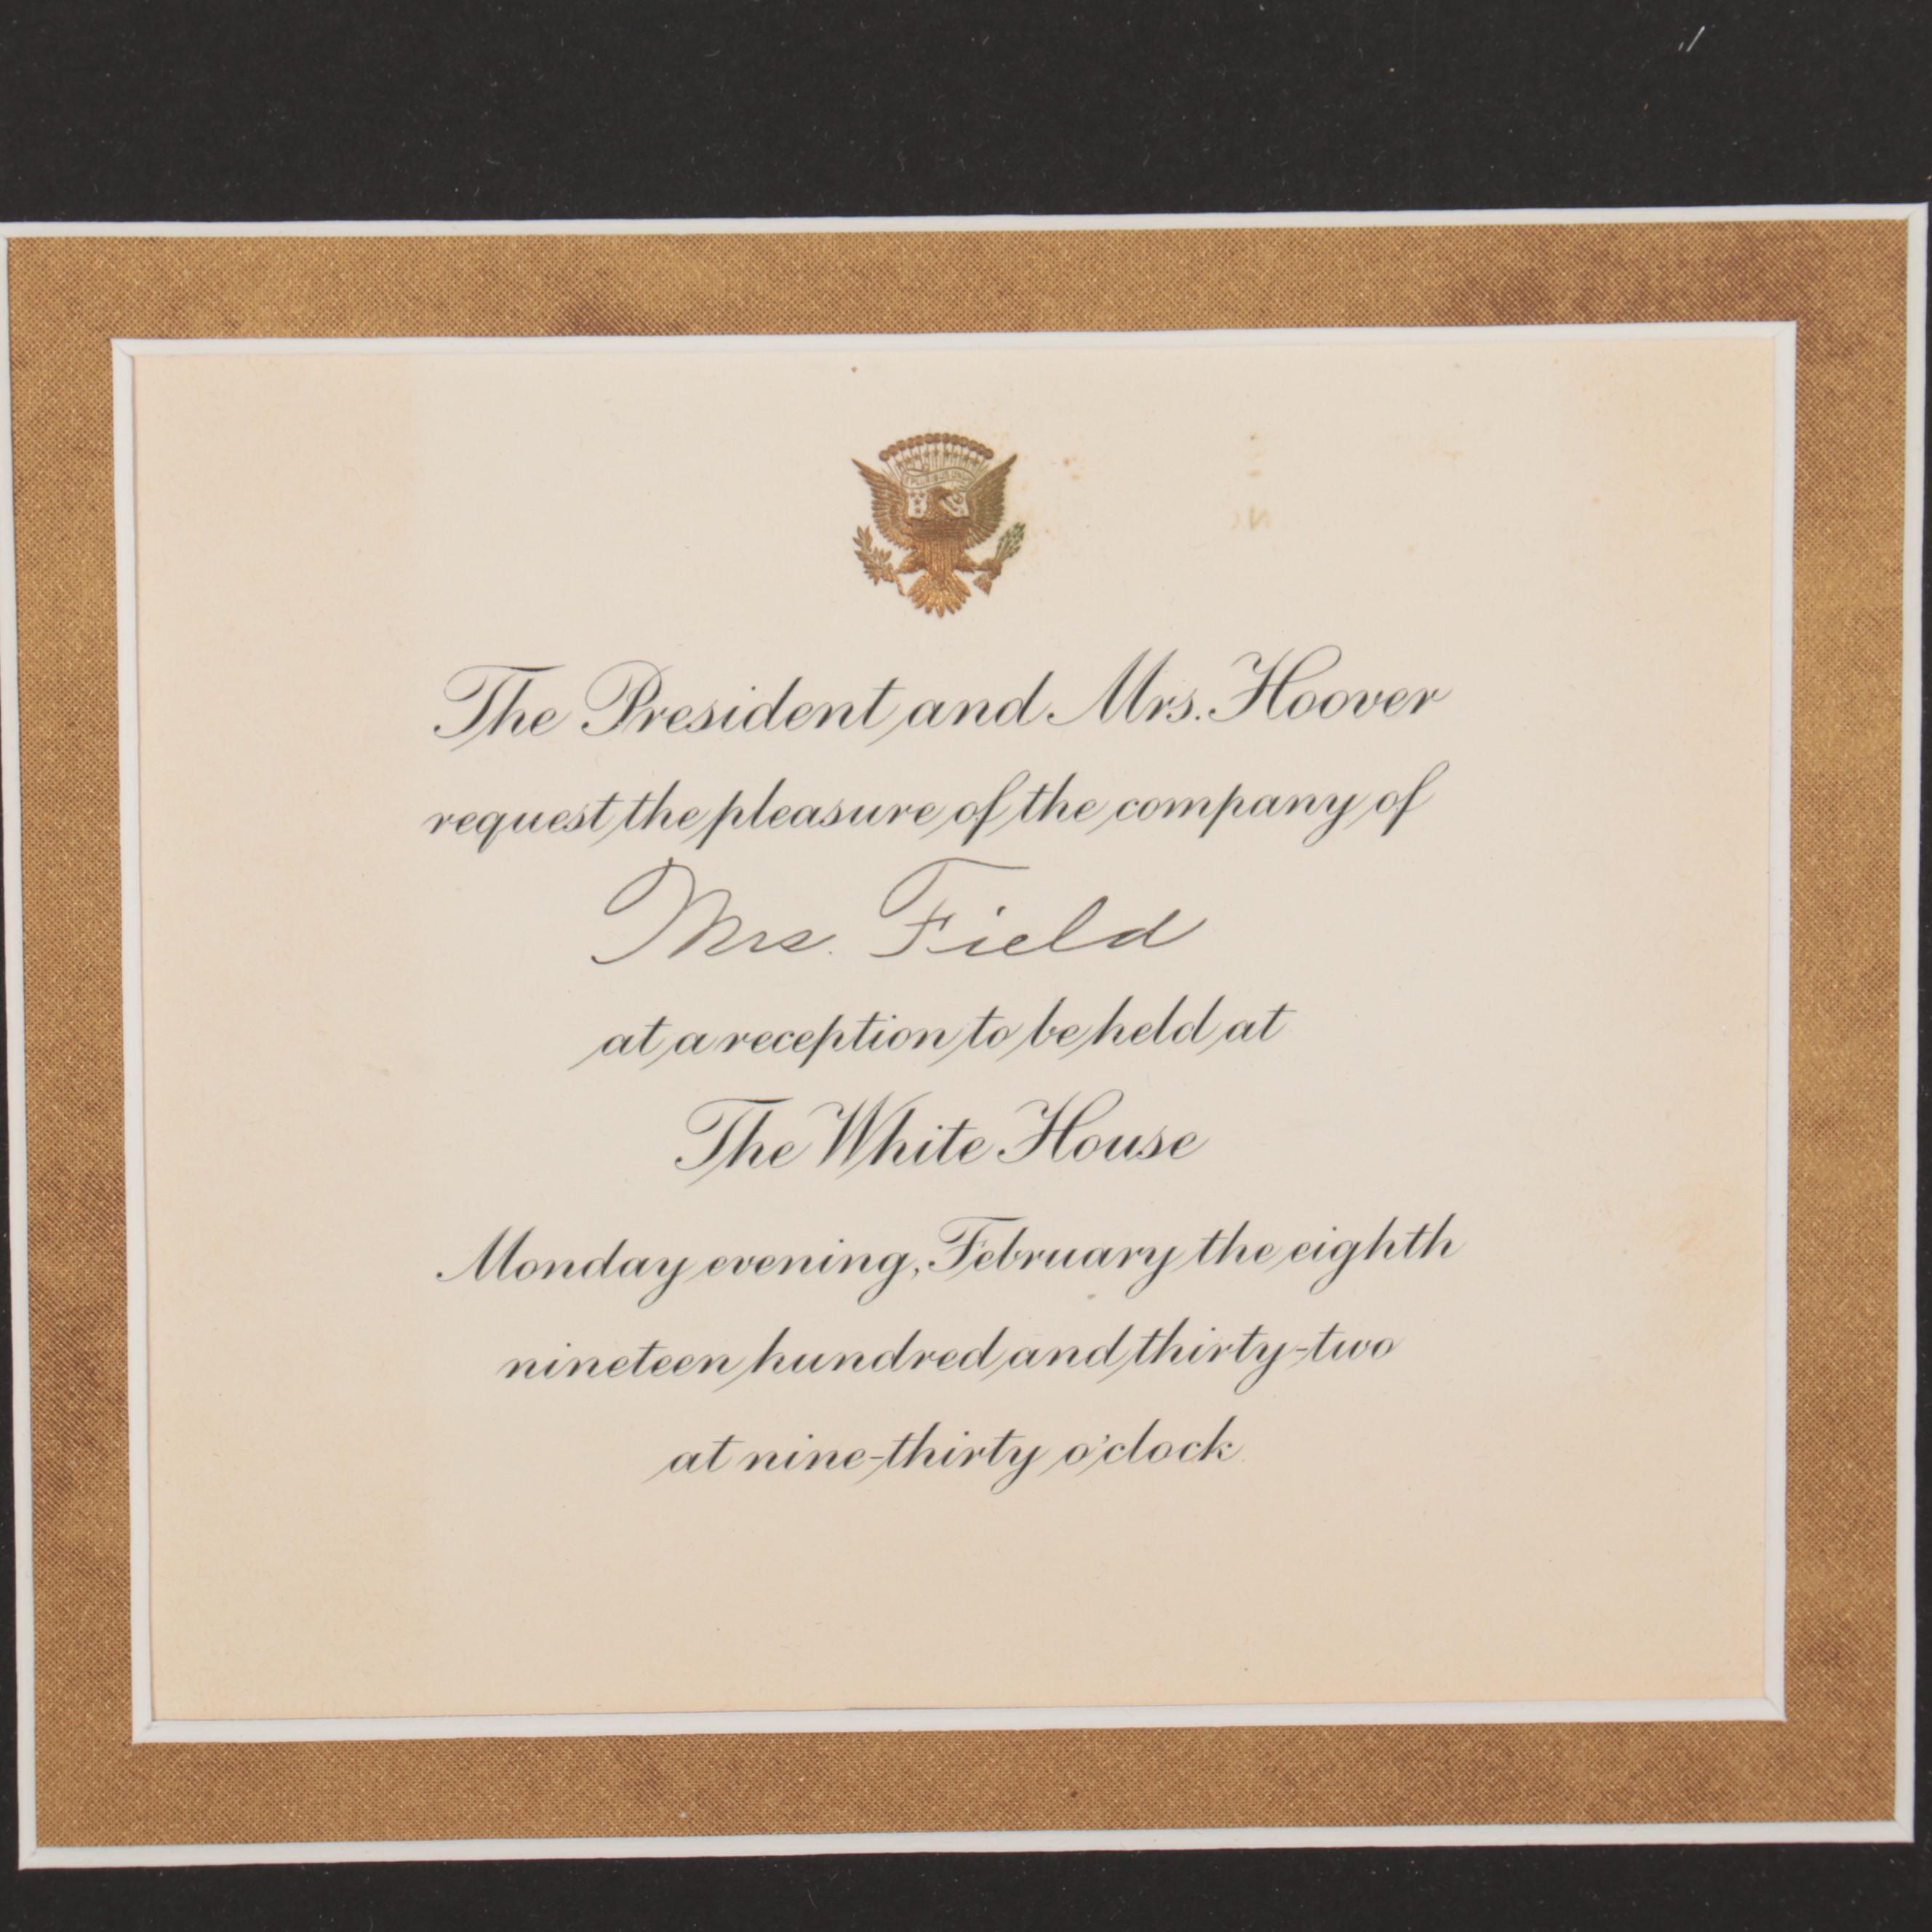 The President and Mrs. Hoover
request the pleasure of the company of
Mrs. Field
at a reception to be held at
The White House
Monday evening, February the eighth
nineteen hundred and thirty-two
at nine-thirty o'clock